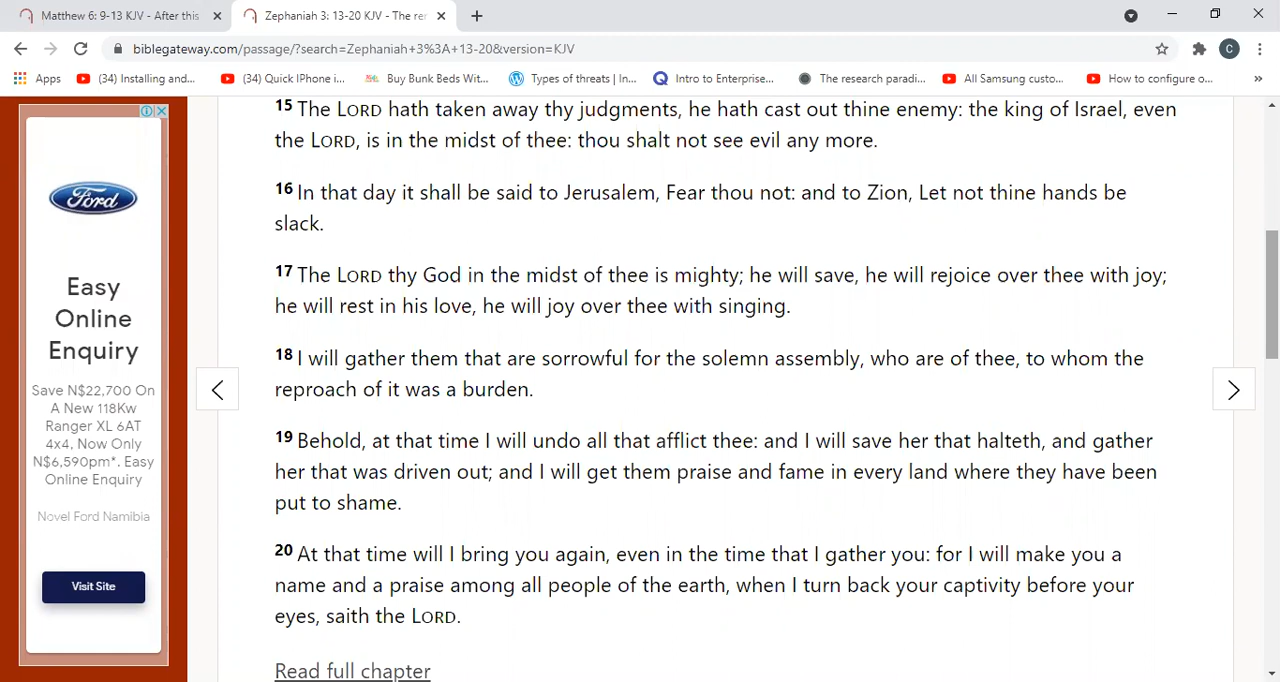 Matthew 6: 9-13 KJV - After this
Zephaniah 3: 13-20 KJV - The rer
biblegateway.com/passage/?search=Zephaniah+3%3A+13-20&version=KJV
C
Apps
(34) Installing and...
(34) Quick IPhone i...
Buy Bunk Beds Wit...
Types of threats | In...
Intro to Enterprise...
The research paradi...
All Samsung custo...
How to configure o...
»
Ford
Easy
Online
Enquiry
Save N$22,700 On
A New 118Kw
Ranger XL 6AT
4x4, Now Only
N$6,590pm*. Easy
Online Enquiry
Novel Ford Namibia
Visit Site
15 The LORD hath taken away thy judgments, he hath cast out thine enemy: the king of Israel, even
the LORD, is in the midst of thee: thou shalt not see evil any more.
16 In that day it shall be said to Jerusalem, Fear thou not: and to Zion, Let not thine hands be
slack.
17 The LORD thy God in the midst of thee is mighty; he will save, he will rejoice over thee with joy;
he will rest in his love, he will joy over thee with singing.
18 I will gather them that are sorrowful for the solemn assembly, who are of thee, to whom the
reproach of it was a burden.
19 Behold, at that time I will undo all that afflict thee: and I will save her that halteth, and gather
her that was driven out; and I will get them praise and fame in every land where they have been
put to shame.
20 At that time will I bring you again, even in the time that I gather you: for I will make you a
name and a praise among all people of the earth, when I turn back your captivity before your
eyes, saith the LORD.
Read full chapter